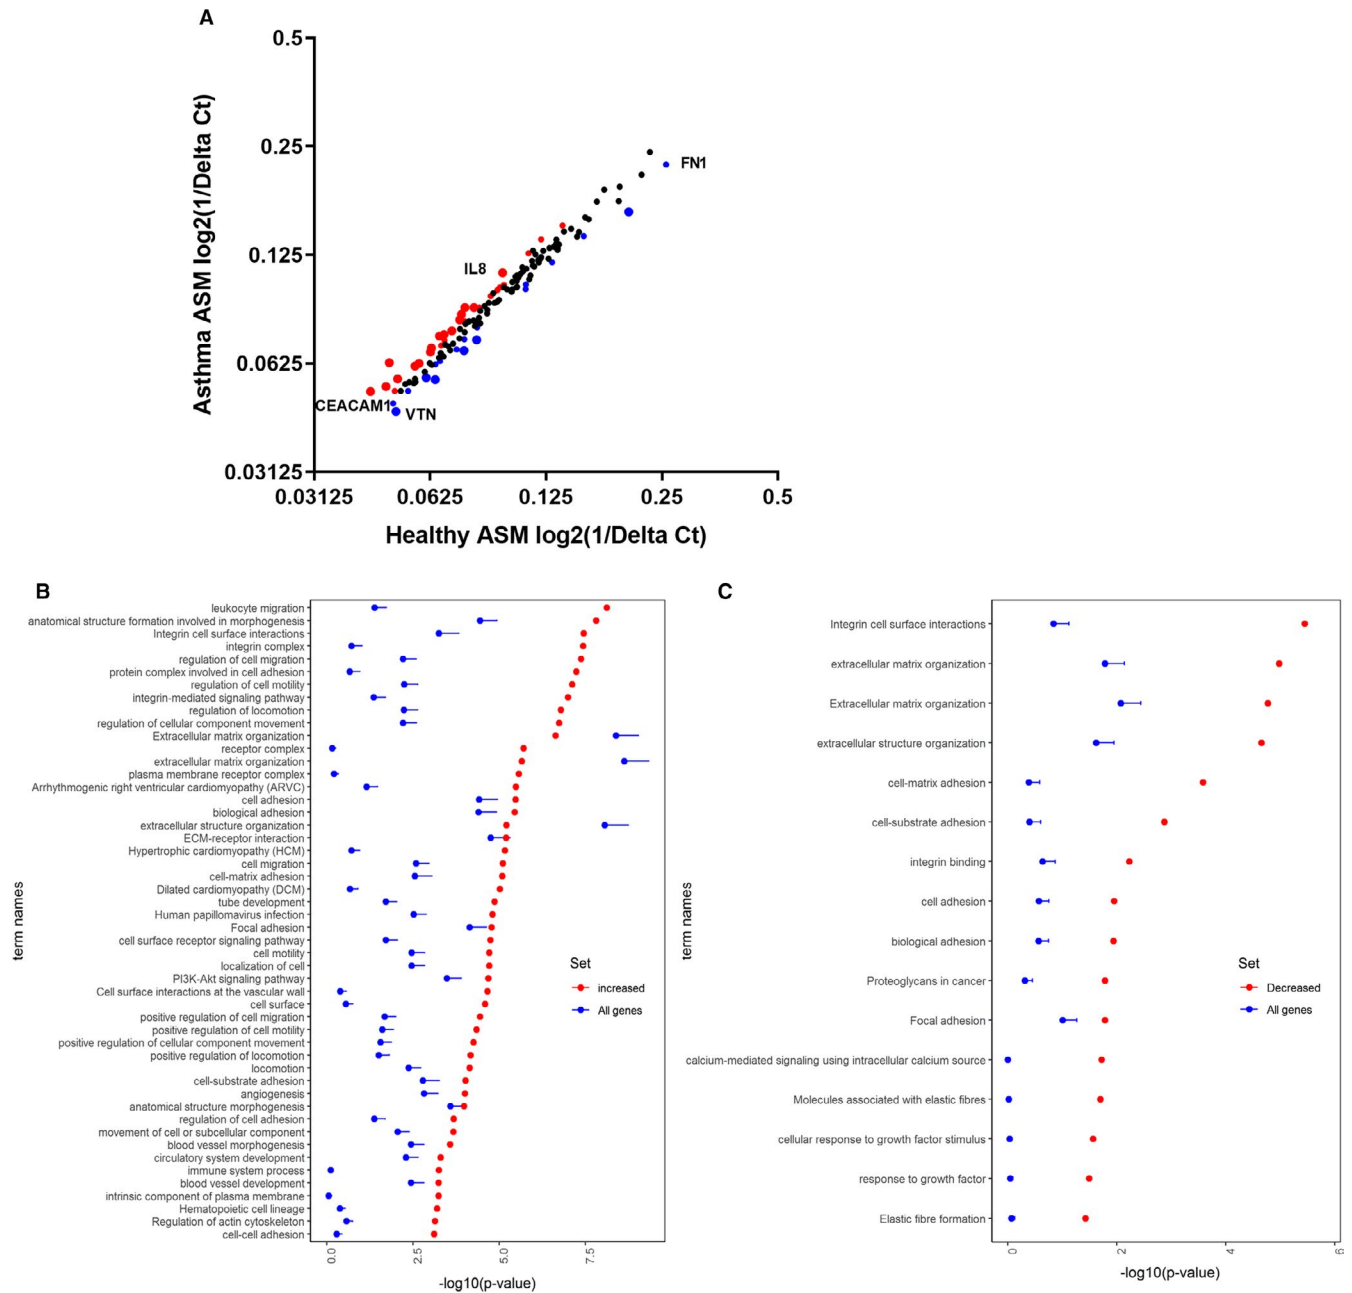 A
Asthma ASM log2(1/Delta Ct)
0.5
0.25
0.125
0.0625
0.03125
FN1
IL8
CEACAM1
VTN
0.03125 0.0625 0.125 0.25 0.5
Healthy ASM log2(1/Delta Ct)
B
term names
leukocyte migration
anatomical structure formation involved in morphogenesis
Integrin cell surface interactions
integrin complex
regulation of cell migration
protein complex involved in cell adhesion
regulation of cell motility
integrin-mediated signaling pathway
regulation of locomotion
regulation of cellular component movement
Extracellular matrix organization
receptor complex
extracellular matrix organization
plasma membrane receptor complex
Arrhythmogenic right ventricular cardiomyopathy (ARVC)
cell adhesion
biological adhesion
extracellular structure organization
ECM-receptor interaction
Hypertrophic cardiomyopathy (HCM)
cell migration
cell-matrix adhesion
Dilated cardiomyopathy (DCM)
tube development
Human papillomavirus infection
Focal adhesion
cell surface receptor signaling pathway
cell motility
localization of cell
PI3K-Akt signaling pathway
Cell surface interactions at the vascular wall
cell surface
positive regulation of cell migration
positive regulation of cell motility
positive regulation of cellular component movement
positive regulation of locomotion
locomotion
cell-substrate adhesion
angiogenesis
anatomical structure morphogenesis
regulation of cell adhesion
movement of cell or subcellular component
blood vessel morphogenesis
circulatory system development
immune system process
blood vessel development
intrinsic component of plasma membrane
Hematopoietic cell lineage
Regulation of actin cytoskeleton
cell-cell adhesion
Set
increased
All genes
0.0 2.5 5.0 7.5
-log10(p-value)
C
term names
Integrin cell surface interactions
extracellular matrix organization
Extracellular matrix organization
extracellular structure organization
cell-matrix adhesion
cell-substrate adhesion
integrin binding
cell adhesion
biological adhesion
Proteoglycans in cancer
Focal adhesion
calcium-mediated signaling using intracellular calcium source
Molecules associated with elastic fibres
cellular response to growth factor stimulus
response to growth factor
Elastic fibre formation
Set
Decreased
All genes
0 2 4 6
-log10(p-value)